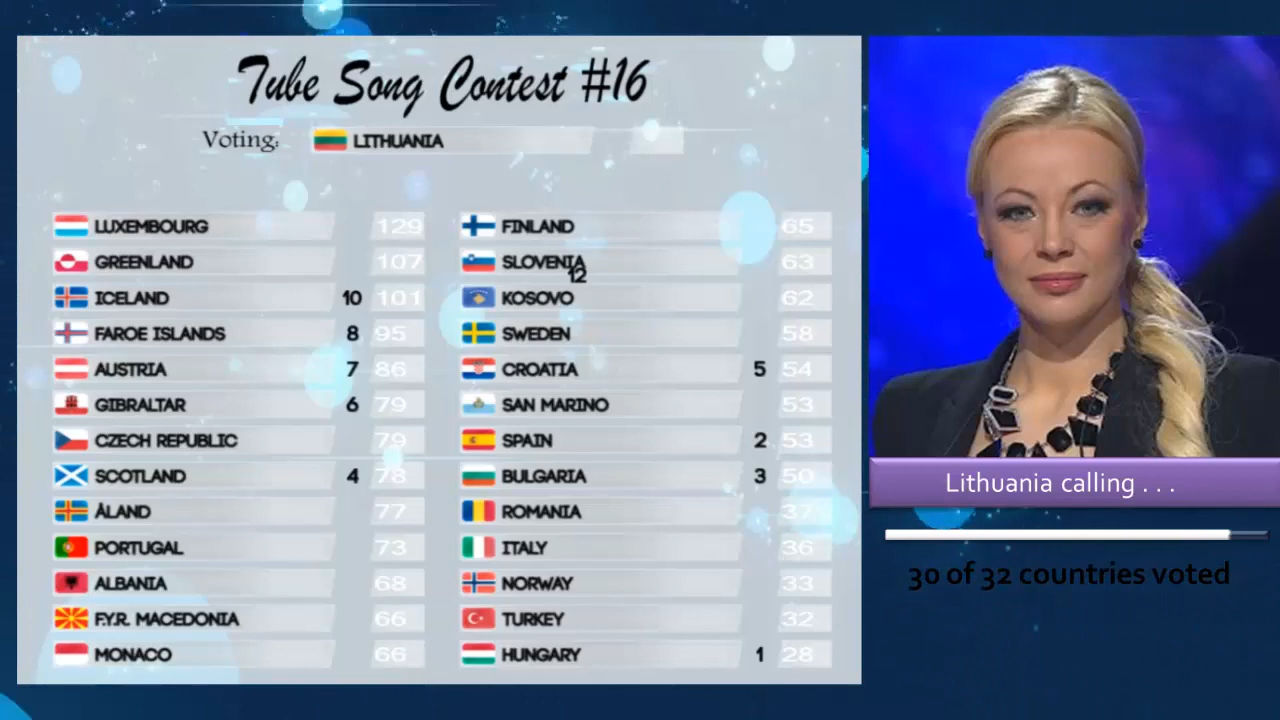 Tube Song Contest #16
Voting: LITHUANIA
LUXEMBOURG 129
GREENLAND 107
ICELAND 10 101
FAROE ISLANDS 8 95
AUSTRIA 7 86
GIBRALTAR 6 79
CZECH REPUBLIC 79
SCOTLAND 4 78
ÅLAND 77
PORTUGAL 73
ALBANIA 68
F.Y.R. MACEDONIA 66
MONACO 66
FINLAND 65
SLOVENIA 63
12
KOSOVO 62
SWEDEN 58
CROATIA 5 54
SAN MARINO 53
SPAIN 2 53
BULGARIA 3 50
ROMANIA 37
ITALY 36
NORWAY 33
TURKEY 32
HUNGARY 1 28
Lithuania calling . . .
30 of 32 countries voted